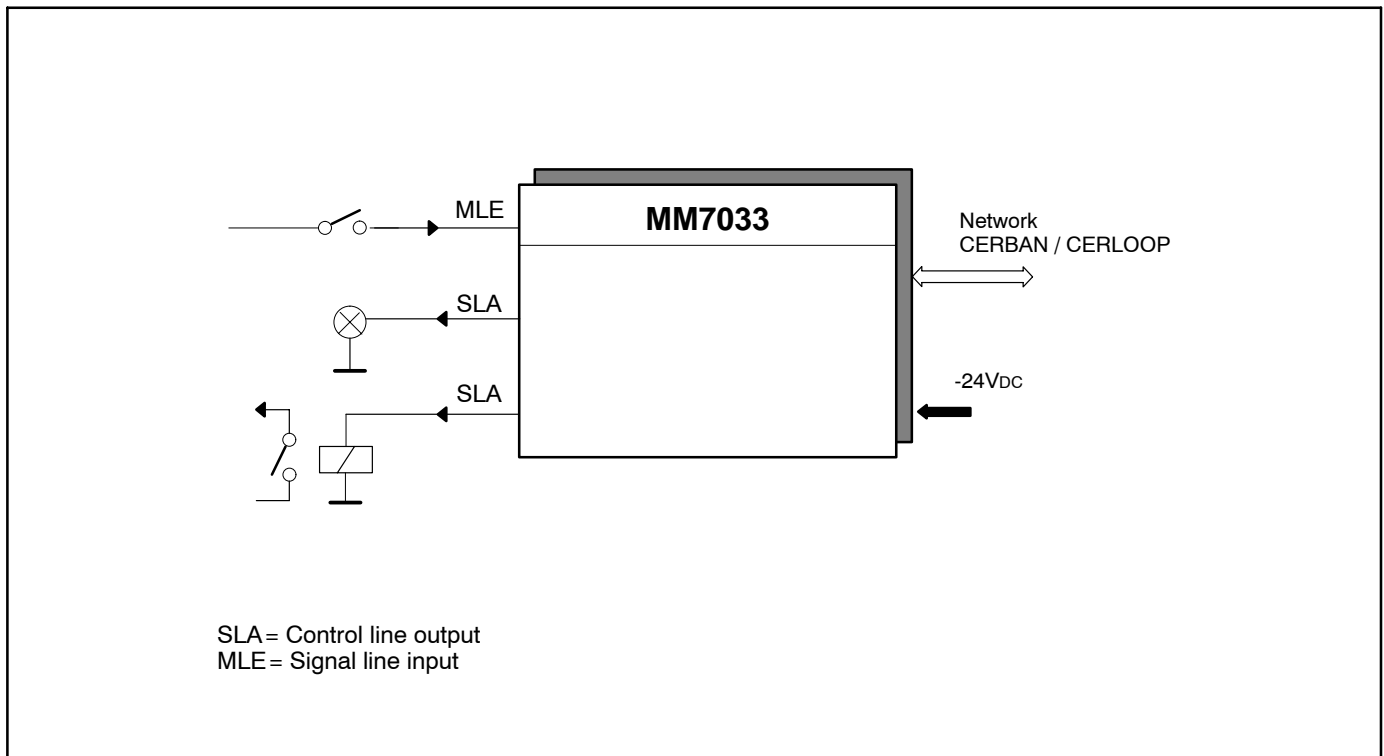 MLE
MM7033
Network
CERBAN / CERLOOP
SLA
SLA
-24VDC
SLA= Control line output
MLE= Signal line input